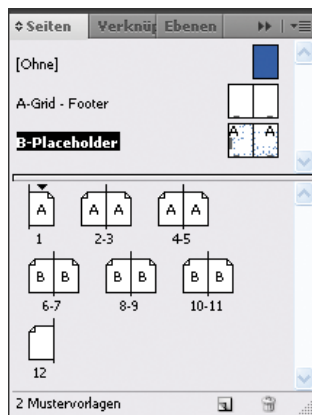 Seiten Verknüp Ebenen
[Ohne]
A-Grid - Footer
B-Placeholder
A A
A A A A A
1 2-3 4-5
B B B B B B
6-7 8-9 10-11
12
2 Mustervorlagen